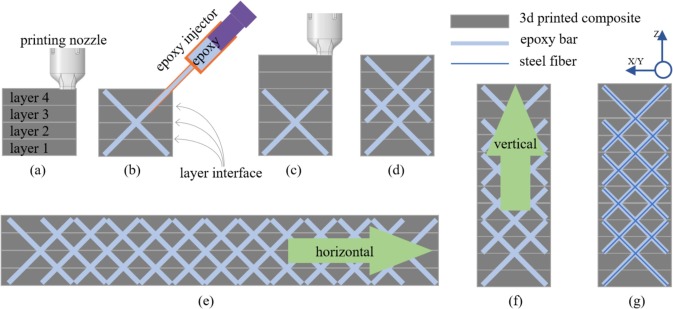 printing nozzle
layer 4
layer 3
layer 2
layer 1
(a)
epoxy injector
epoxy
(b)
layer interface
(c)
(d)
3d printed composite
epoxy bar
steel fiber
Z
X/Y
horizontal
(e)
vertical
(f)
(g)